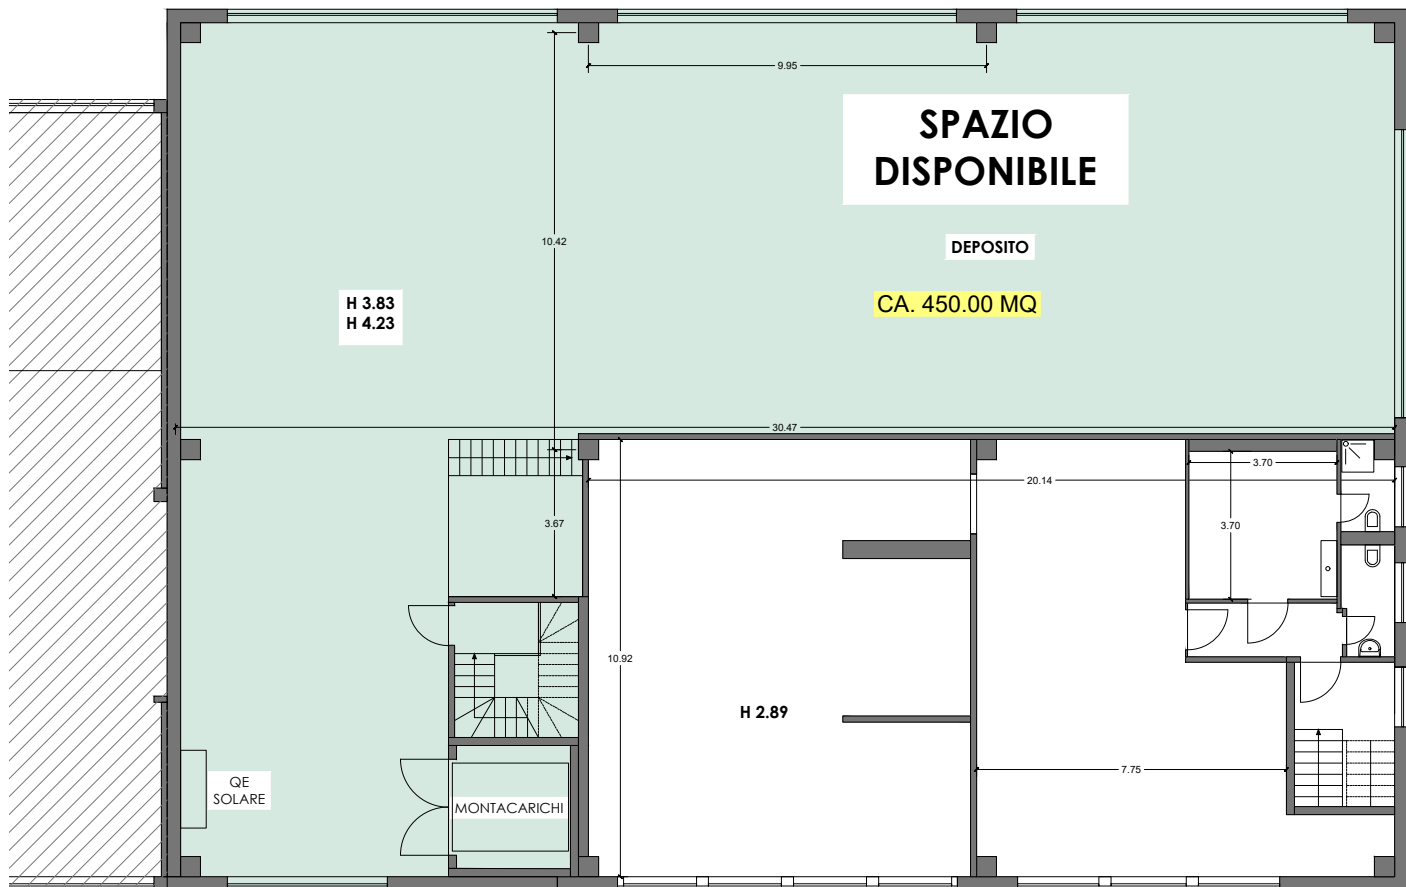 9.95
SPAZIO
DISPONIBILE
10.42
DEPOSITO
H 3.83
H 4.23
CA. 450.00 MQ
30.47
3.70
20.14
3.67
3.70
10.92
H 2.89
7.75
QE
SOLARE
MONTACARICHI